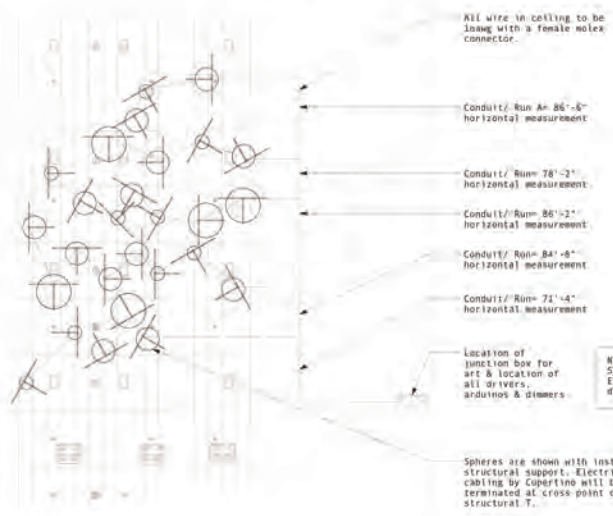 All wire in ceiling to be
with a female molex
connector.
Conduit/ Run A= 86'-6"
horizontal measurement
Conduit/ Run= 78'-2"
horizontal measurement
Conduit/ Run= 86'-2"
horizontal measurement
Conduit/ Run= 84'-8"
horizontal measurement
Conduit/ Run= 71'-4"
horizontal measurement
Location of
junction box for
art & location of
all drivers,
arduinos & dimmers
N
S
E
d
Spheres are shown with inst
structural support. Electri
cabling by Cupertino will b
terminated at cross point o
structural T.